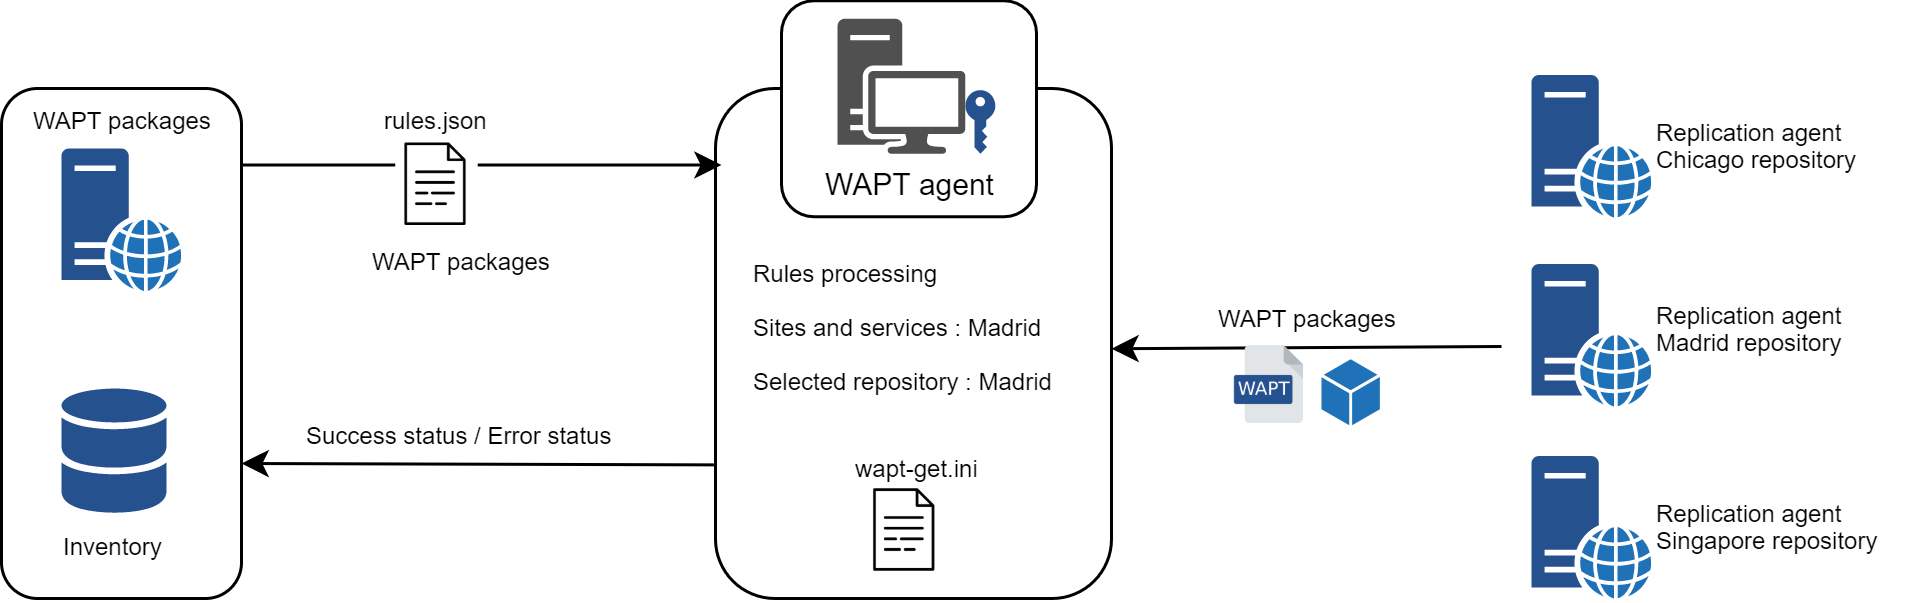 WAPT packages
Inventory
rules.json
WAPT packages
Success status / Error status
WAPT agent
Rules processing
Sites and services : Madrid
Selected repository : Madrid
wapt-get.ini
WAPT packages
WAPT
Replication agent
Chicago repository
Replication agent
Madrid repository
Replication agent
Singapore repository